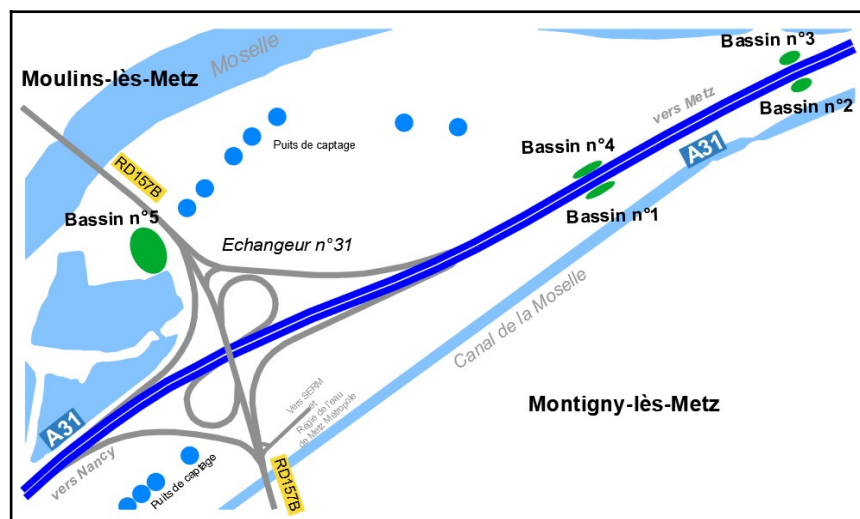 Bassin n°3
Moselle
Moulins-lès-Metz
vers Metz
Bassin n°2
Puits de captage
Bassin n°4
A31
RD157B
Bassin n°5
Bassin n°1
Echangeur n°31
Canal de la Moselle
Vers SERM
et
Régie de l'eau
de Metz Métropole
Montigny-lès-Metz
A31
vers Nancy
Puits de captage
RD157B